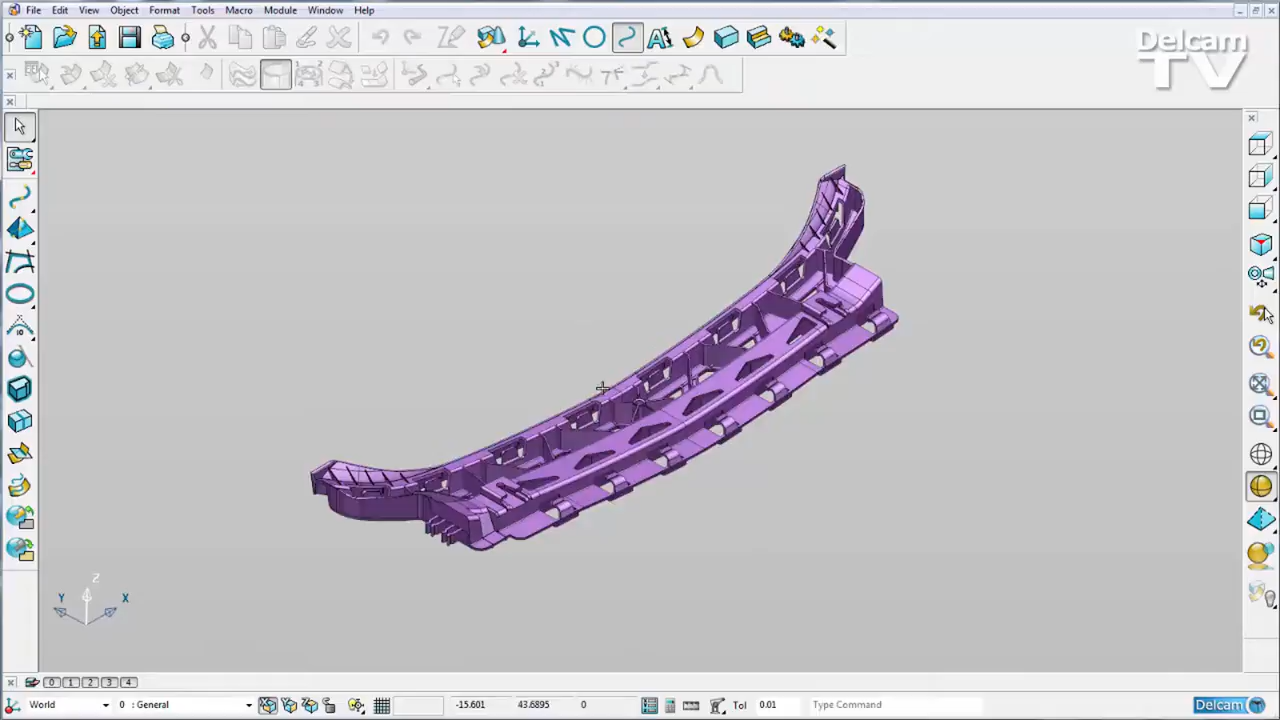 File Edit View Object Format Tools Macro Module Window Help
Delcam
TV
Z
Y X
0 1 2 3 4
World 0 : General -15.601 43.6895 0 Tol 0.01 Type Command Delcam